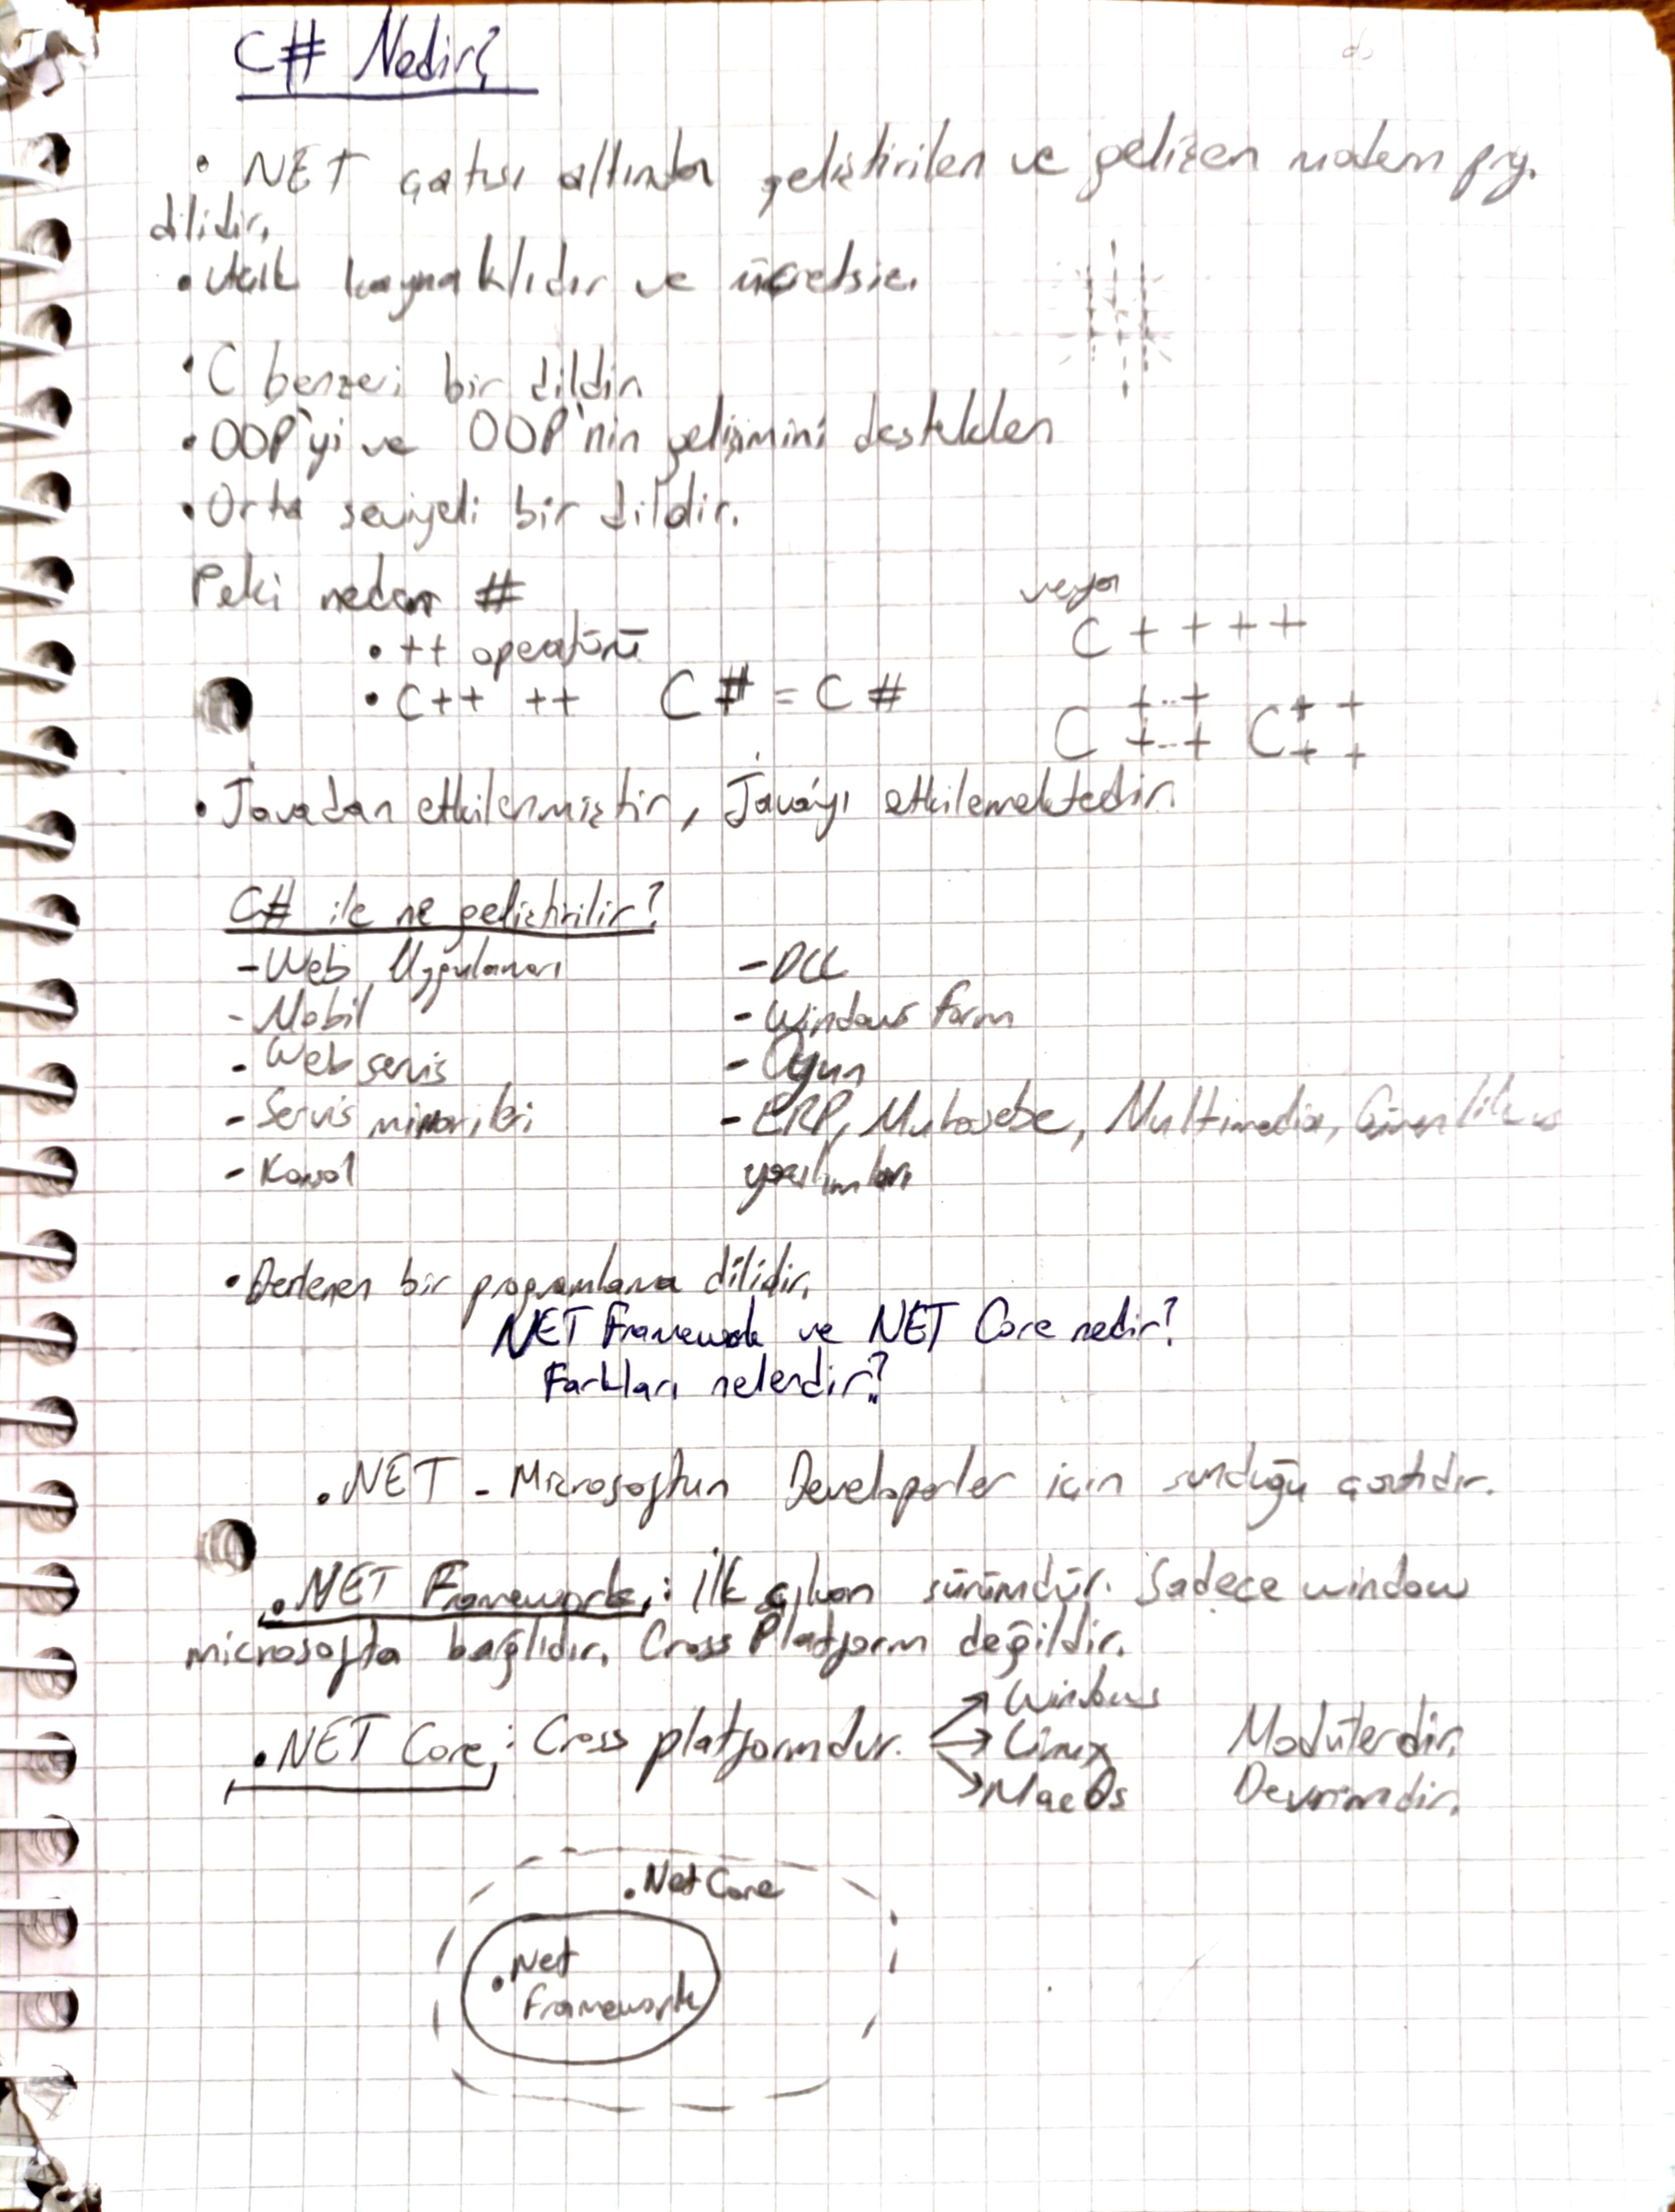 C# Nedir?
• NET çatısı altında geliştirilen ve gelişen modern prg.
dilidir.
• Açık kaynaklıdır ve ücretsiz.
• C benzeri bir dildir.
• OOP'yi ve OOP'nin gelişimini destekler
• Orta seviyeli bir dildir.
Peki neden #
veya
C + + + +
• ++ operatörü
• C++ ++ C # = C #
C ++ ++ C ++ ++
• Javadan etkilenmiştir, Java'yı etkilemektedir.
C# ile ne geliştirilir?
- Web Uygulaması - DLL
- Mobil - Windows form
- Web servis - Oyun
- Servis mimarileri - ERP, Muhasebe, Multimedia, Güvenlik
- Konsol yazılımları
• Derlenen bir programlama dilidir.
NET Framework ve NET Core nedir?
Farkları nelerdir?
.NET - Microsoftun Developerler için sunduğu çatıdır.
.NET Framework: İlk çıkan sürümdür. Sadece window
microsofta bağlıdır. Cross Platform değildir.
.NET Core: Cross platformdur. → Windows
→ Linux Modülerdir.
→ MacOs Devrimdir.
.Net Core
.Net
Framework